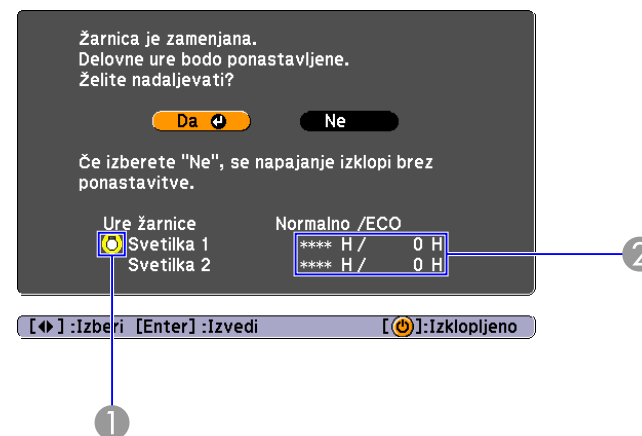 Žarnica je zamenjana.
Delovne ure bodo ponastavljene.
Želite nadaljevati?
Da Ne
Če izberete "Ne", se napajanje izklopi brez
ponastavitve.
Ure žarnice Normalno /ECO
Svetilka 1 **** H / 0 H
Svetilka 2 **** H / 0 H
2
[ ] :Izberi [Enter] :Izvedi [ ]:Izklopljeno
1